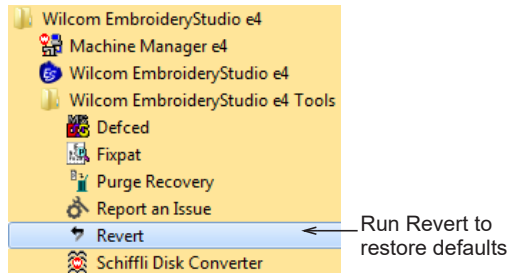 Wilcom EmbroideryStudio e4
Machine Manager e4
Wilcom EmbroideryStudio e4
Wilcom EmbroideryStudio e4 Tools
Defced
Fixpat
Purge Recovery
Report an Issue
Revert
Schiffli Disk Converter
Run Revert to
restore defaults